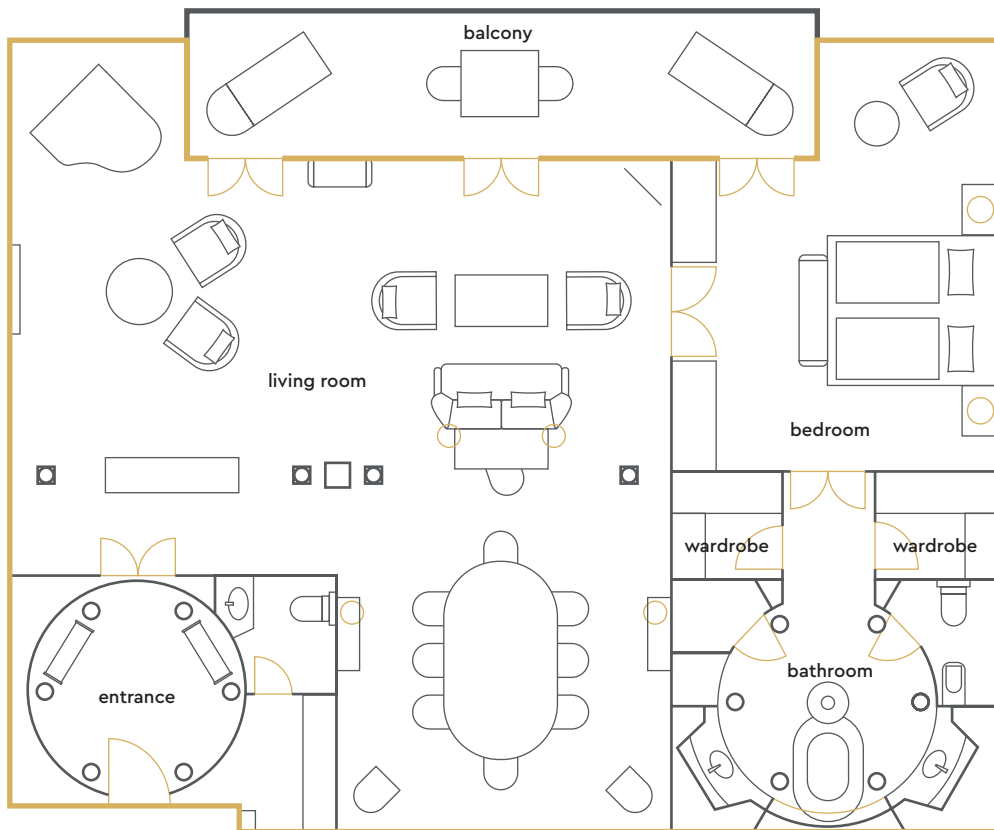 balcony
living room
bedroom
wardrobe
wardrobe
bathroom
entrance